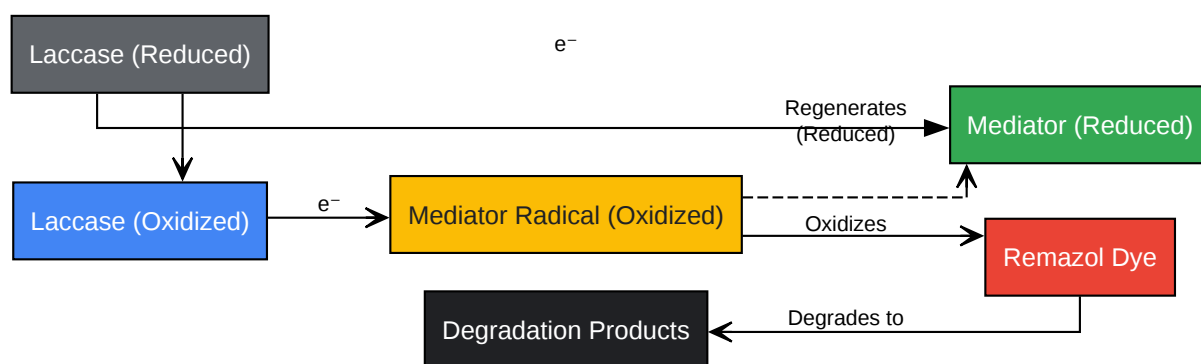 Laccase (Reduced)
e⁻
Regenerates
(Reduced)
Mediator (Reduced)
Laccase (Oxidized)
e⁻
Mediator Radical (Oxidized)
Oxidizes
Remazol Dye
Degradation Products
Degrades to